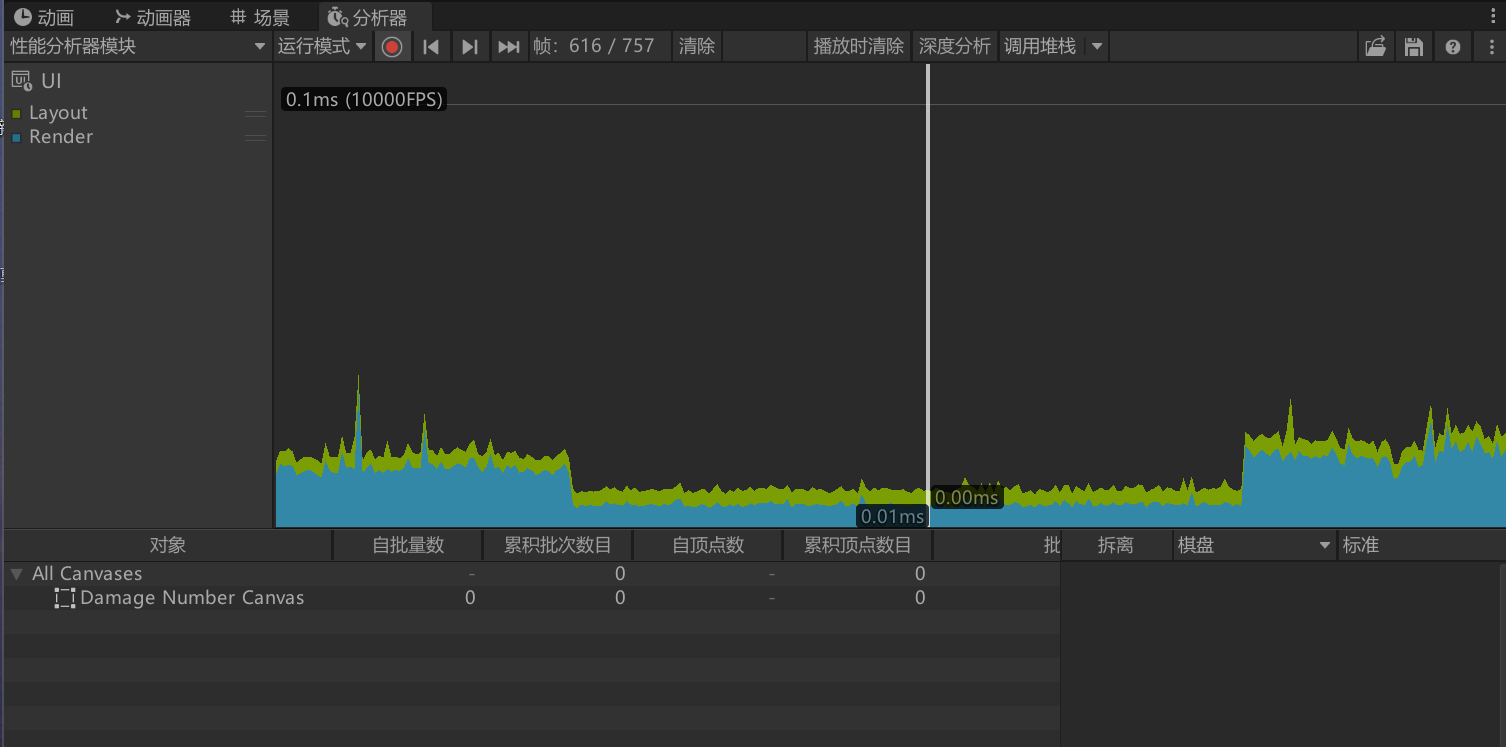 动画 动画器 场景 分析器
性能分析器模块 运行模式 帧: 616 / 757 清除 播放时清除 深度分析 调用堆栈
UI
0.1ms (10000FPS)
Layout
Render
0.00ms
0.01ms
对象 自批量数 累积批次数目 自顶点数 累积顶点数目 批 拆离 棋盘 标准
All Canvases - 0 - 0
Damage Number Canvas 0 0 - 0